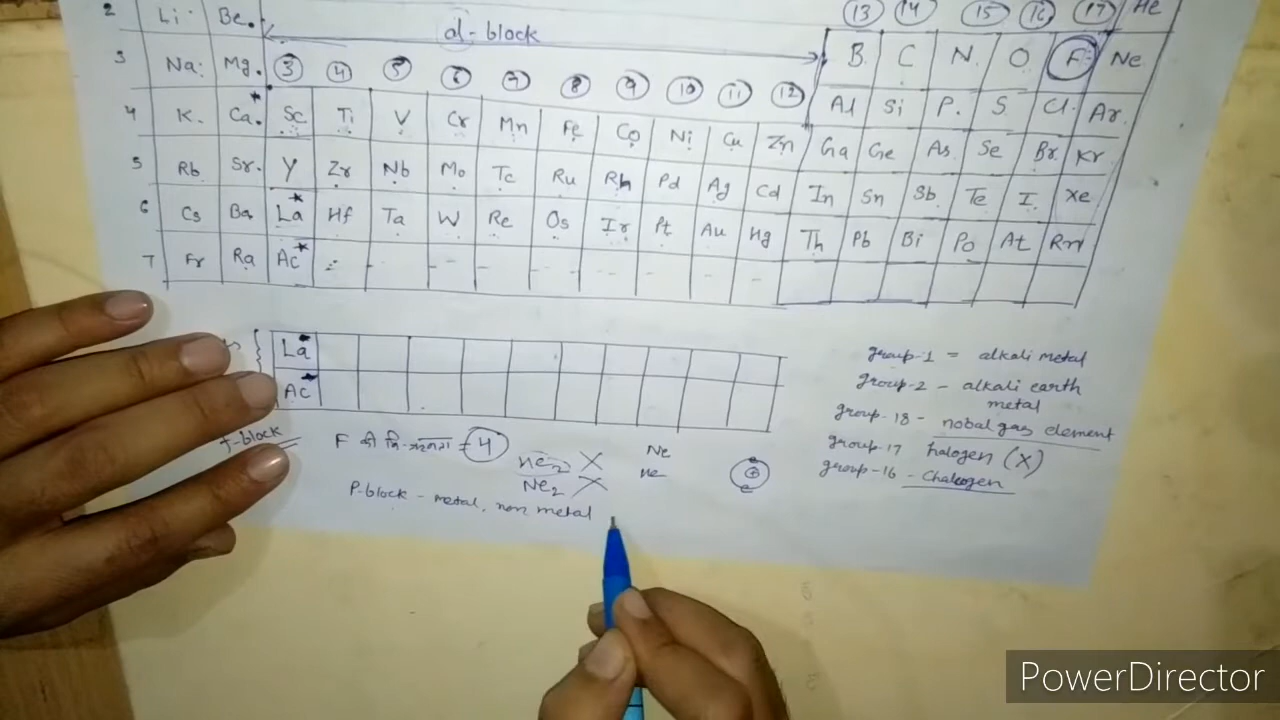 (13) (14) (15) (16) (17) He
2 Li Be d-block B C N O F Ne
3 Na Mg (3) (4) (5) (6) (7) (8) (9) (10) (11) (12) Al Si P S Cl Ar
4 K Ca* Sc Ti V Cr Mn Fe Co Ni Cu Zn Ga Ge As Se Br Kr
5 Rb Sr Y Zr Nb Mo Tc Ru Rh Pd Ag Cd In Sn Sb Te I Xe
6 Cs Ba La* Hf Ta W Re Os Ir Pt Au Hg Th Pb Bi Po At Rn
7 Fr Ra Ac*
La*
Ac*
f-block
F की = 4
ne2 X
Ne2 X
Ne
ne
P-block - metal, non metal
group-1 = alkali metal
group-2 - alkali earth
metal
group-18 - nobal gas element
group-17 halogen (X)
group-16 - Chalcogen
PowerDirector